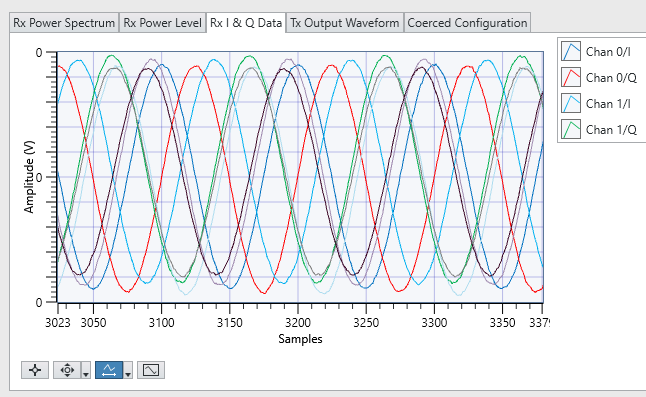 Rx Power Spectrum Rx Power Level Rx I & Q Data Tx Output Waveform Coerced Configuration
0
0
0
Amplitude (V)
3023 3050 3100 3150 3200 3250 3300 3350 3379
Samples
Chan 0/I
Chan 0/Q
Chan 1/I
Chan 1/Q